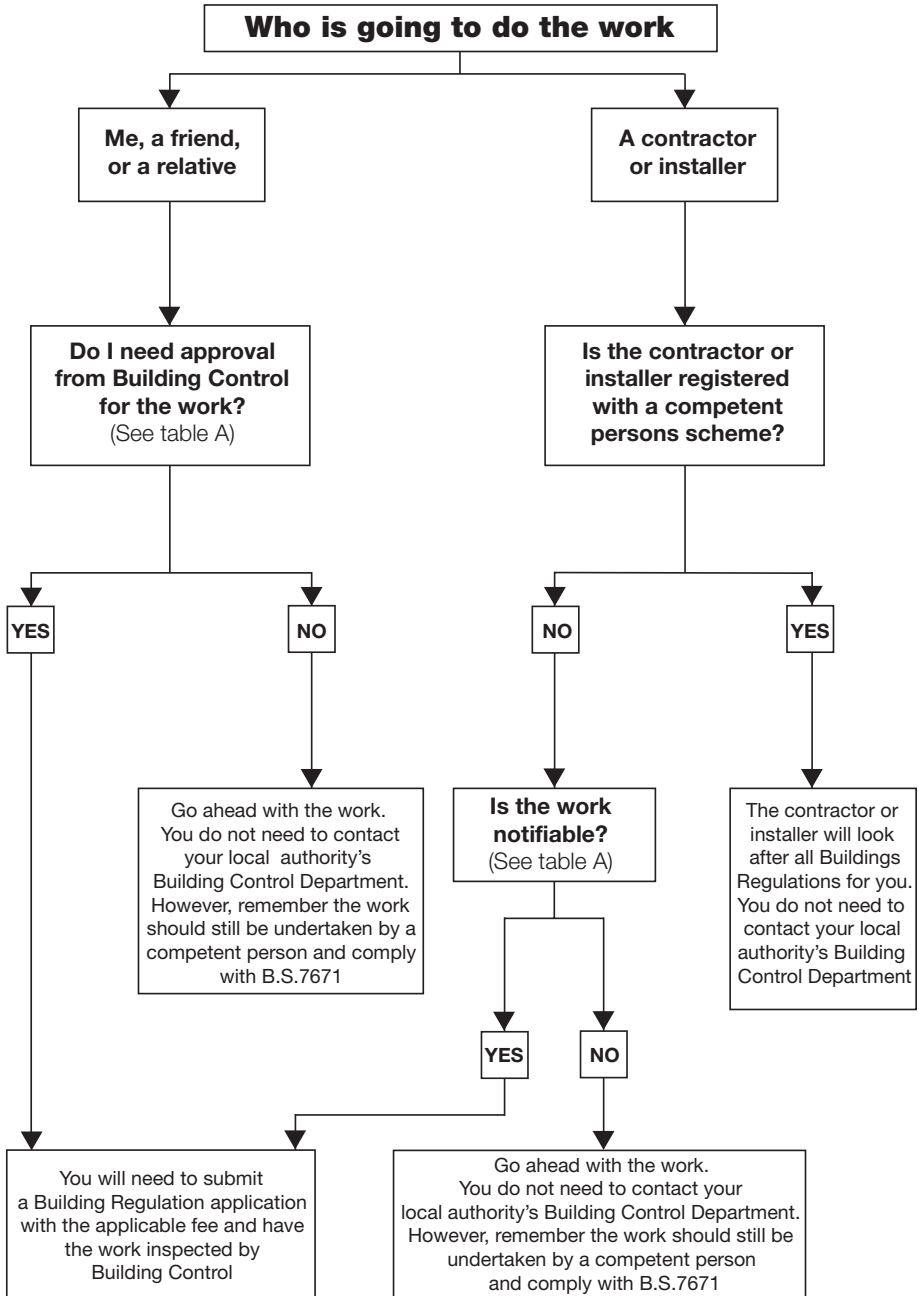 Who is going to do the work
Me, a friend,
or a relative
A contractor
or installer
Do I need approval
from Building Control
for the work?
(See table A)
Is the contractor or
installer registered
with a competent
persons scheme?
YES
NO
NO
YES
Go ahead with the work.
You do not need to contact
your local authority's
Building Control Department.
However, remember the work
should still be undertaken by a
competent person and comply
with B.S.7671
Is the work
notifiable?
(See table A)
The contractor or
installer will look
after all Buildings
Regulations for you.
You do not need to
contact your local
authority's Building
Control Department
YES
NO
You will need to submit
a Building Regulation application
with the applicable fee and have
the work inspected by
Building Control
Go ahead with the work.
You do not need to contact your
local authority's Building Control Department.
However, remember the work should still be
undertaken by a competent person
and comply with B.S.7671